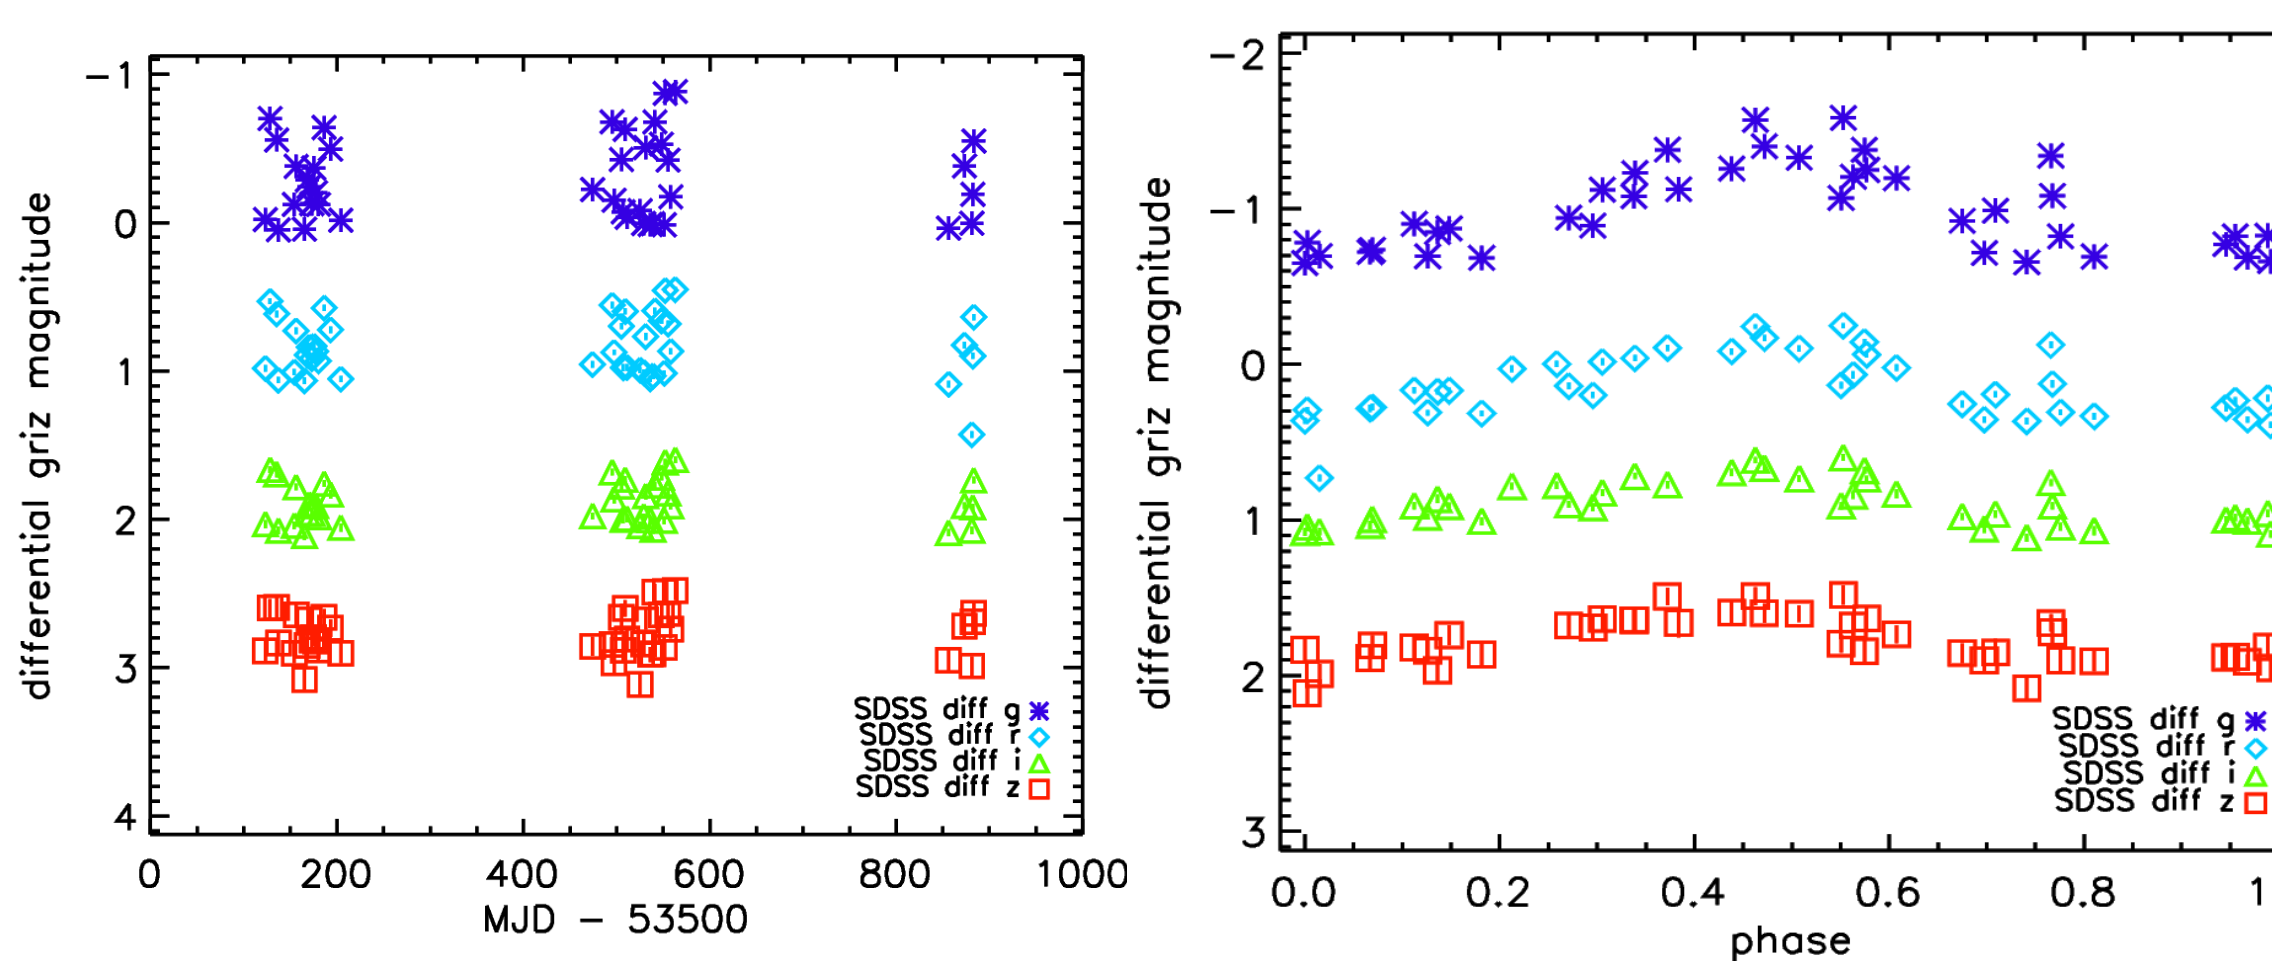 differential griz magnitude
−1
0
1
2
3
4
SDSS diff g
SDSS diff r
SDSS diff i
SDSS diff z
0 200 400 600 800 1000
MJD − 53500
differential griz magnitude
−2
−1
0
1
2
3
SDSS diff g
SDSS diff r
SDSS diff i
SDSS diff z
0.0 0.2 0.4 0.6 0.8 1
phase